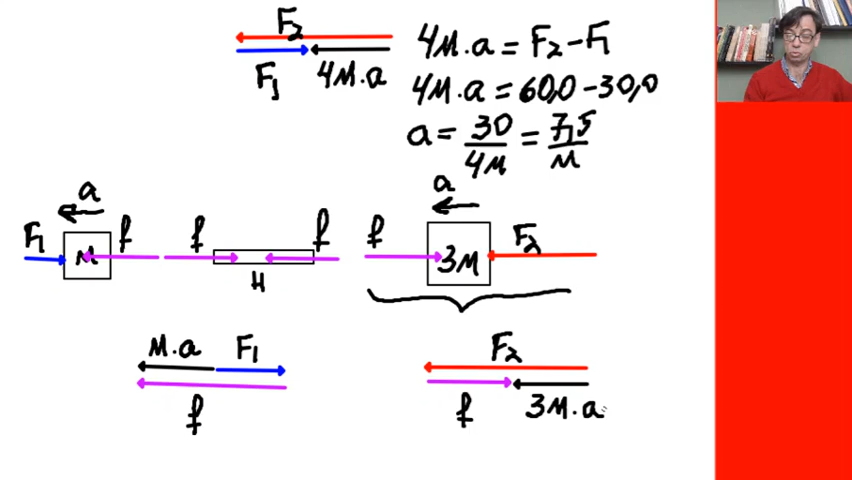 F₂
F₁ 4M.a
4M.a = F₂ - F₁
4M.a = 60,0 - 30,0
a = 30/4M = 7,5/M
a
a
F₁ M f
f H f
f 3M F₂
M.a F₁
f
F₂
f 3M.a